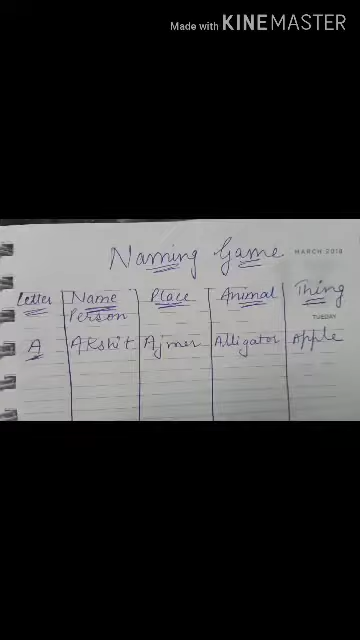 Made with KINEMASTER
Naming Game
MARCH 2018
Letter Name Place Animal Thing
Person
TUESDAY
A Akshit Ajmer Alligator Apple